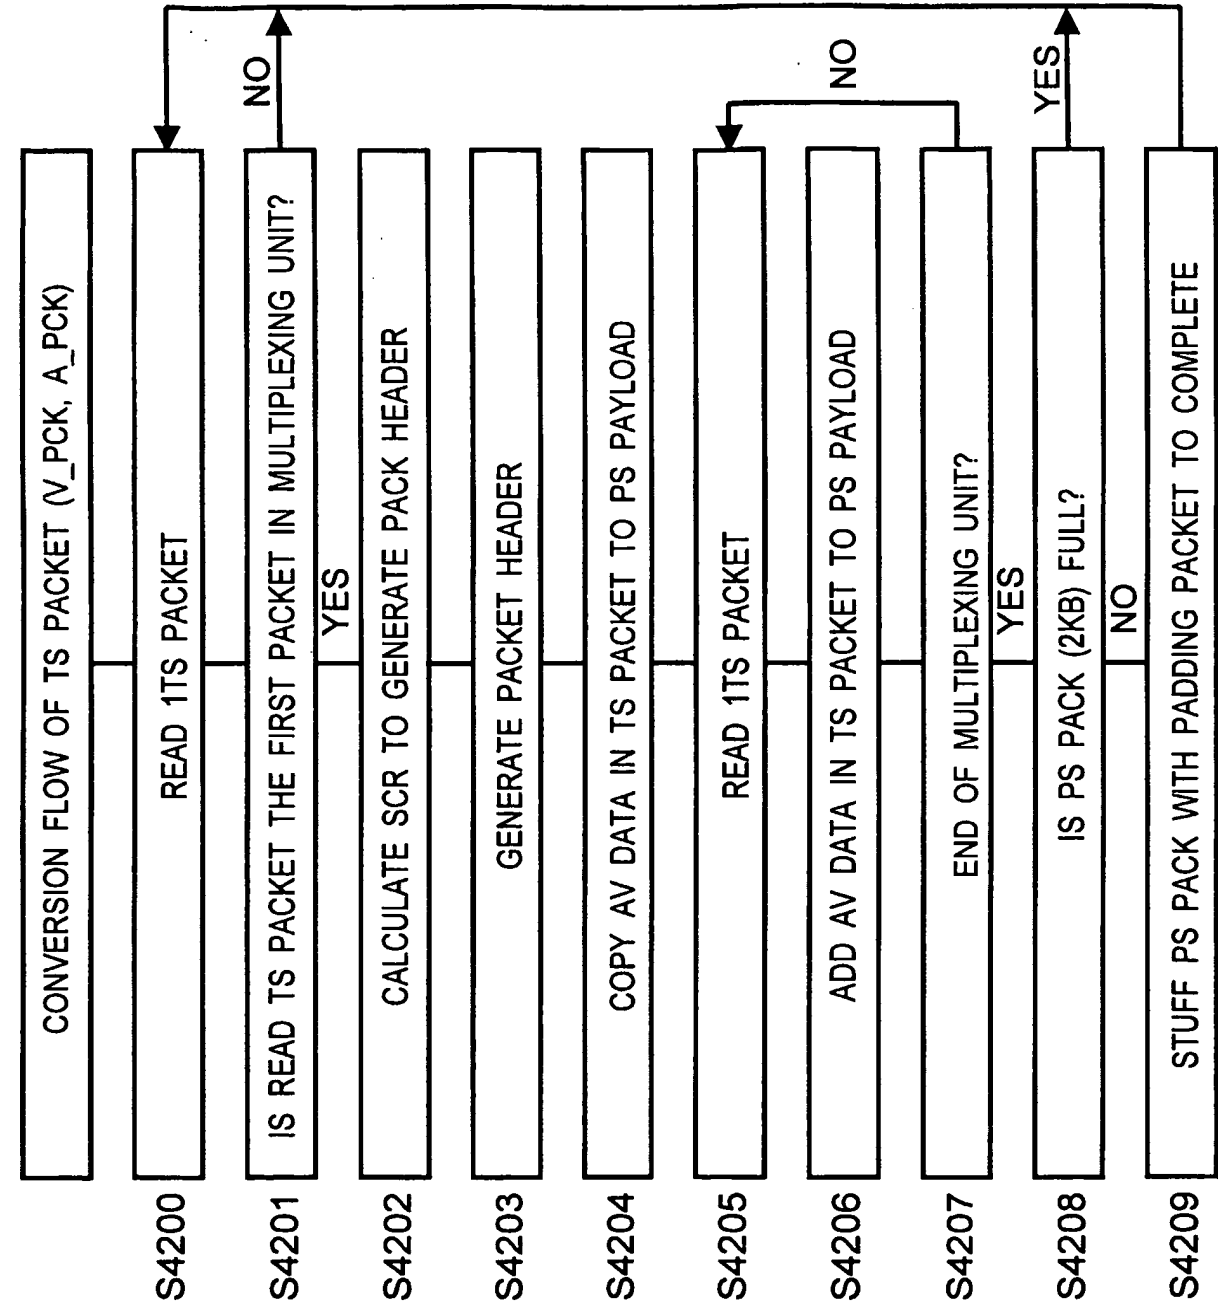 CONVERSION FLOW OF TS PACKET (V_PCK, A_PCK)
S4200
READ 1TS PACKET
S4201
IS READ TS PACKET THE FIRST PACKET IN MULTIPLEXING UNIT?
NO
YES
S4202
CALCULATE SCR TO GENERATE PACK HEADER
S4203
GENERATE PACKET HEADER
S4204
COPY AV DATA IN TS PACKET TO PS PAYLOAD
S4205
READ 1TS PACKET
S4206
ADD AV DATA IN TS PACKET TO PS PAYLOAD
NO
S4207
END OF MULTIPLEXING UNIT?
YES
S4208
IS PS PACK (2KB) FULL?
YES
NO
S4209
STUFF PS PACK WITH PADDING PACKET TO COMPLETE